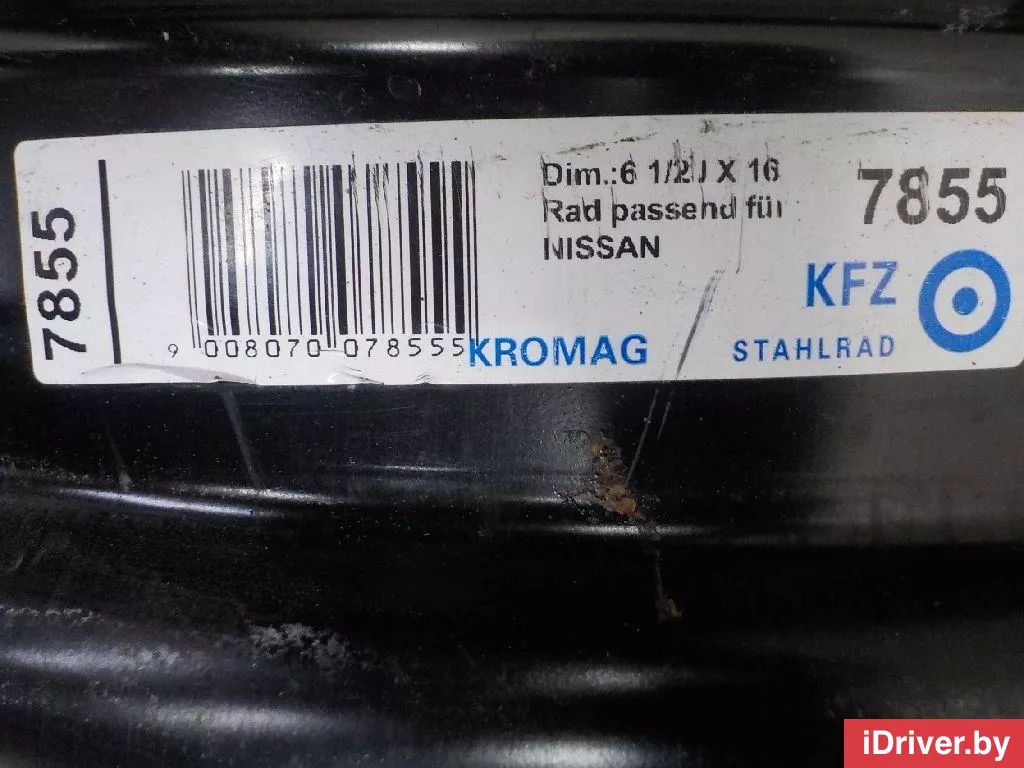 7855
9 008070 078555
Dim.:6 1/2J X 16
Rad passend für
NISSAN
7855
KROMAG
KFZ
STAHLRAD
iDriver.by